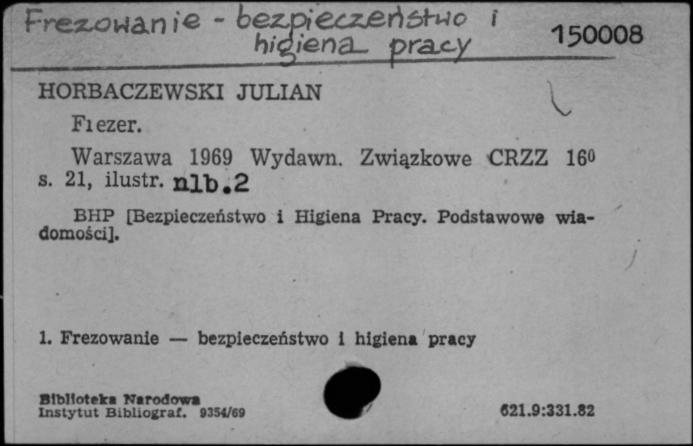 Frezowanie - bezpieczeństwo i
higiena pracy 150008
HORBACZEWSKI JULIAN
Frezer.
Warszawa 1969 Wydawn. Związkowe CRZZ 16⁰
s. 21, ilustr. nlb.2
BHP [Bezpieczeństwo i Higiena Pracy. Podstawowe wia-
domości].
1. Frezowanie — bezpieczeństwo i higiena pracy
Biblioteka Narodowa
Instytut Bibliograf. 9354/69 621.9:331.82